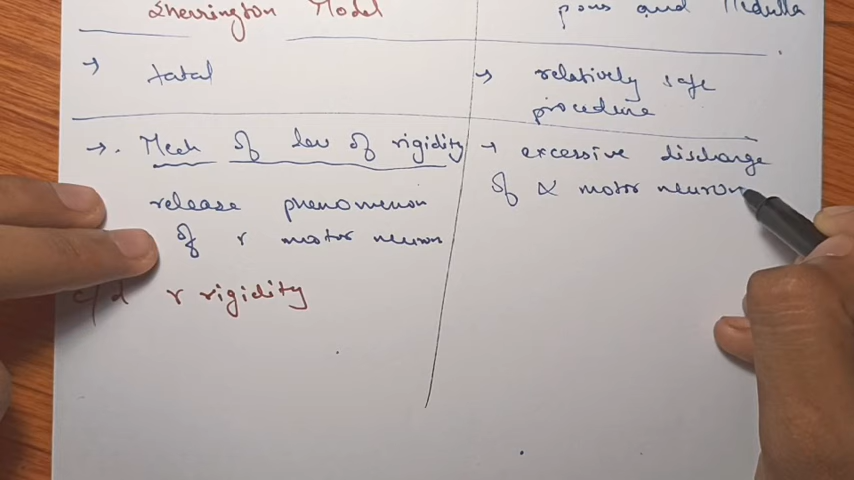 Sherrington Model
pons and Medulla
→ fatal
→ relatively safe
procedure
→. Mech of dev of rigidity
release phenomenon
of r motor neuron
c/d r rigidity
→ excessive discharge
of α motor neuron